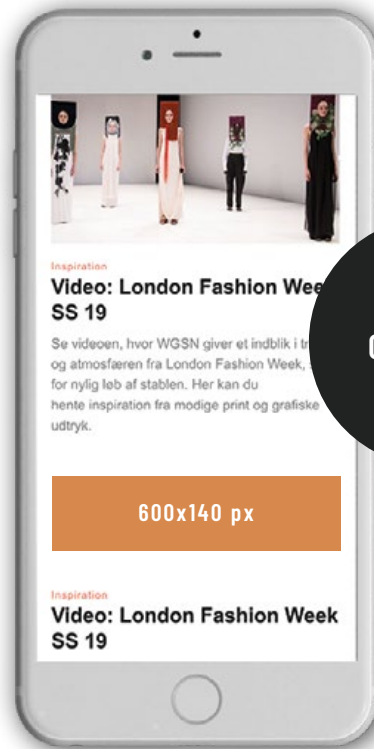 Inspiration
Video: London Fashion Wee
SS 19
Se videoen, hvor WGSN giver et indblik i
og atmosfæren fra London Fashion Week,
for nylig løb af stablen. Her kan du
hente inspiration fra modige print og grafiske
udtryk.
600x140 px
Inspiration
Video: London Fashion Week
SS 19